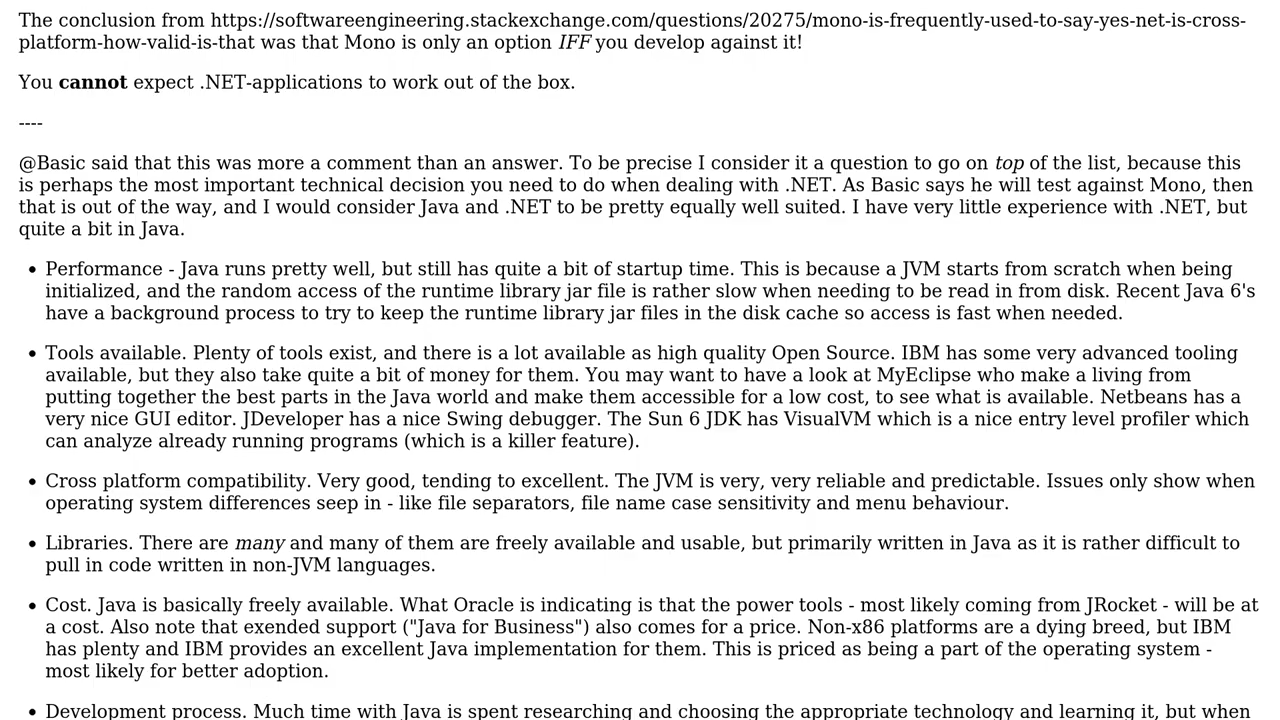 The conclusion from https://softwareengineering.stackexchange.com/questions/20275/mono-is-frequently-used-to-say-yes-net-is-cross-
platform-how-valid-is-that was that Mono is only an option IFF you develop against it!
You cannot expect .NET-applications to work out of the box.
----
@Basic said that this was more a comment than an answer. To be precise I consider it a question to go on top of the list, because this
is perhaps the most important technical decision you need to do when dealing with .NET. As Basic says he will test against Mono, then
that is out of the way, and I would consider Java and .NET to be pretty equally well suited. I have very little experience with .NET, but
quite a bit in Java.
• Performance - Java runs pretty well, but still has quite a bit of startup time. This is because a JVM starts from scratch when being
initialized, and the random access of the runtime library jar file is rather slow when needing to be read in from disk. Recent Java 6's
have a background process to try to keep the runtime library jar files in the disk cache so access is fast when needed.
• Tools available. Plenty of tools exist, and there is a lot available as high quality Open Source. IBM has some very advanced tooling
available, but they also take quite a bit of money for them. You may want to have a look at MyEclipse who make a living from
putting together the best parts in the Java world and make them accessible for a low cost, to see what is available. Netbeans has a
very nice GUI editor. JDeveloper has a nice Swing debugger. The Sun 6 JDK has VisualVM which is a nice entry level profiler which
can analyze already running programs (which is a killer feature).
• Cross platform compatibility. Very good, tending to excellent. The JVM is very, very reliable and predictable. Issues only show when
operating system differences seep in - like file separators, file name case sensitivity and menu behaviour.
• Libraries. There are many and many of them are freely available and usable, but primarily written in Java as it is rather difficult to
pull in code written in non-JVM languages.
• Cost. Java is basically freely available. What Oracle is indicating is that the power tools - most likely coming from JRocket - will be at
a cost. Also note that exended support ("Java for Business") also comes for a price. Non-x86 platforms are a dying breed, but IBM
has plenty and IBM provides an excellent Java implementation for them. This is priced as being a part of the operating system -
most likely for better adoption.
• Development process. Much time with Java is spent researching and choosing the appropriate technology and learning it, but when